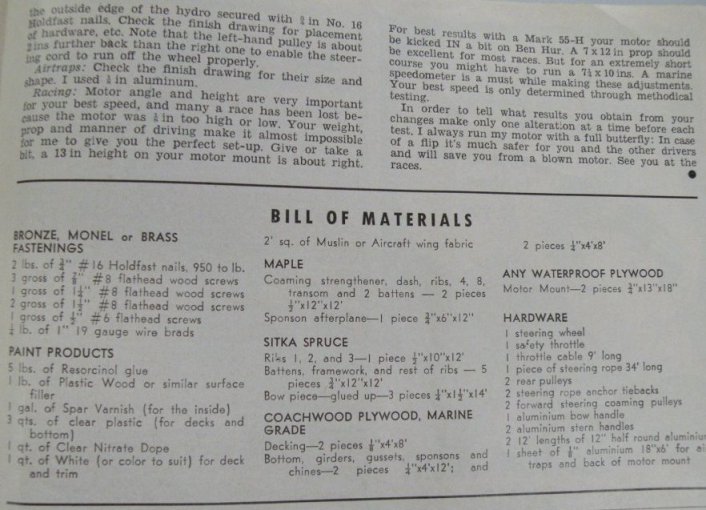 the outside edge of the hydro secured with in No. 16
Holdfast nails. Check the finish drawing for placement
of hardware, etc. Note that the left-hand pulley is about
2 ins further back than the right one to enable the steer-
ing cord to run off the wheel properly.
Airtraps: Check the finish drawing for their size and
shape. I used ⅛ in aluminum.
Racing: Motor angle and height are very important
for your best speed, and many a race has been lost be-
cause the motor was in too high or low. Your weight,
prop and manner of driving make it almost impossible
for me to give you the perfect set-up. Give or take a
bit, a 13 in height on your motor mount is about right.
For best results with a Mark 55-H your motor should
be kicked IN a bit on Ben Hur. A 7 x 12 in prop should
be excellent for most races. But for an extremely short
course you might have to run a 7½ x 10 ins. A marine
speedometer is a must while making these adjustments.
Your best speed is only determined through methodical
testing.
In order to tell what results you obtain from your
changes make only one alteration at a time before each
test. I always run my motor with a full butterfly: In case
of a flip it's much safer for you and the other drivers
and will save you from a blown motor. See you at the
races.
BILL OF MATERIALS
BRONZE, MONEL or BRASS
FASTENINGS
2 lbs. of ¾" #16 Holdfast nails. 950 to lb.
3 gross of ⅞" #8 flathead wood screws
1 gross of 1¼" #8 flathead wood screws
2 gross of 1½" #8 flathead wood screws
1 gross of ½" #6 flathead screws
¼ lb. of 1" 19 gauge wire brads
PAINT PRODUCTS
5 lbs. of Resorcinol glue
1 lb. of Plastic Wood or similar surface
filler
1 gal. of Spar Varnish (for the inside)
3 qts. of clear plastic (for decks and
bottom)
1 qt. of Clear Nitrate Dope
1 qt. of White (or color to suit) for deck
and trim
2' sq. of Muslin or Aircraft wing fabric
MAPLE
Coaming strengthener, dash, ribs, 4, 8,
transom and 2 battens — 2 pieces
½"x12"x12'
Sponson afterplane—1 piece ¾"x6"x12"
SITKA SPRUCE
Ribs 1, 2, and 3—1 piece ½"x10"x12'
Battens, framework, and rest of ribs — 5
pieces ¾"x12"x12'
Bow piece—glued up—3 pieces ¼"x1½"x14'
COACHWOOD PLYWOOD, MARINE
GRADE
Decking—2 pieces ⅛"x4'x8'
Bottom, girders, gussets, sponsons and
chines—2 pieces ¼"x4'x12'; and
2 pieces ¼"x4'x8'
ANY WATERPROOF PLYWOOD
Motor Mount—2 pieces ¾"x13"x18"
HARDWARE
1 steering wheel
1 safety throttle
1 throttle cable 9' long
1 piece of steering rope 34' long
2 rear pulleys
2 steering rope anchor tiebacks
2 forward steering coaming pulleys
1 aluminium bow handle
2 aluminium stern handles
2 12' lengths of 12" half round aluminium
1 sheet of ⅛" aluminium 18"x6' for
traps and back of motor mount